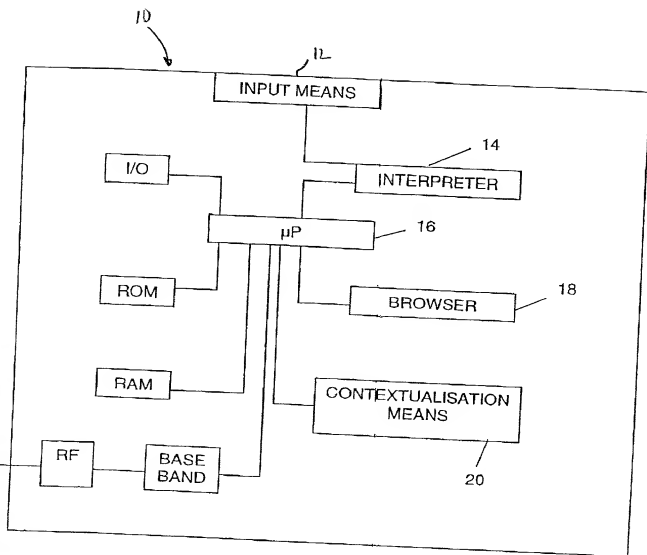 10
12
INPUT MEANS
14
I/O
INTERPRETER
µP
16
ROM
BROWSER
18
RAM
CONTEXTUALISATION
MEANS
RF
BASE
BAND
20